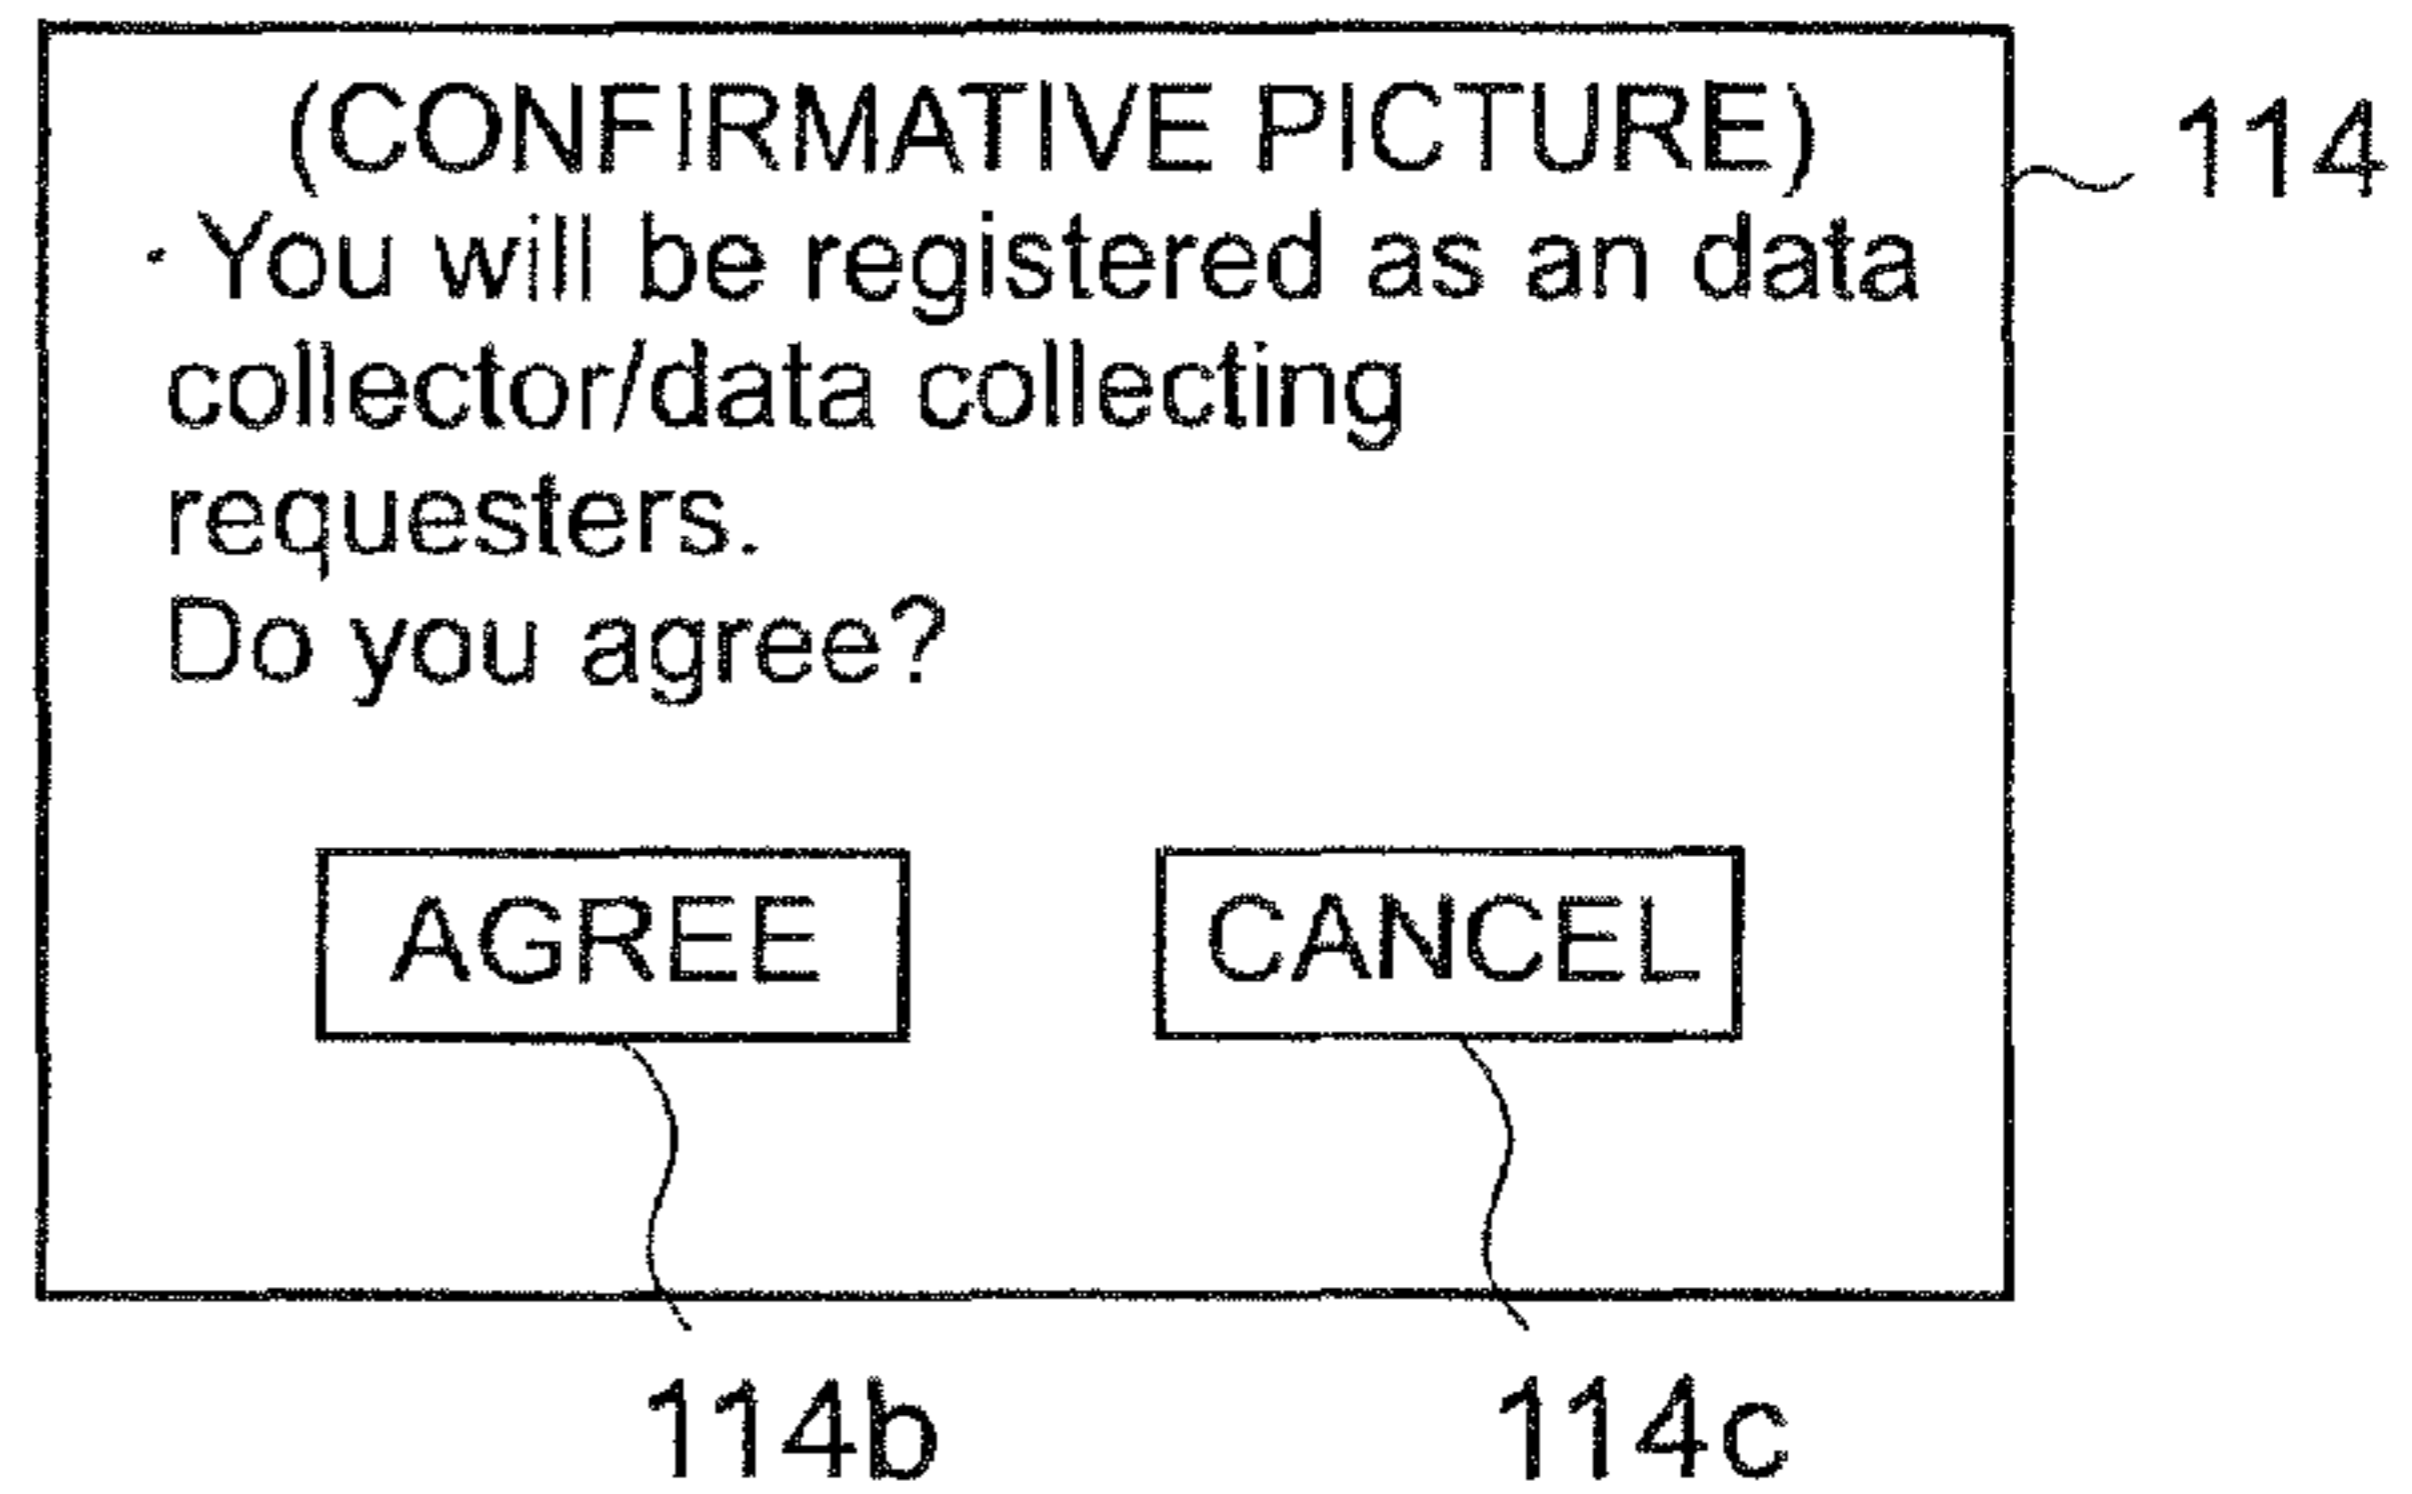 (CONFIRMATIVE PICTURE)
· You will be registered as an data
collector/data collecting
requesters.
Do you agree?
114
AGREE
CANCEL
114b
114c